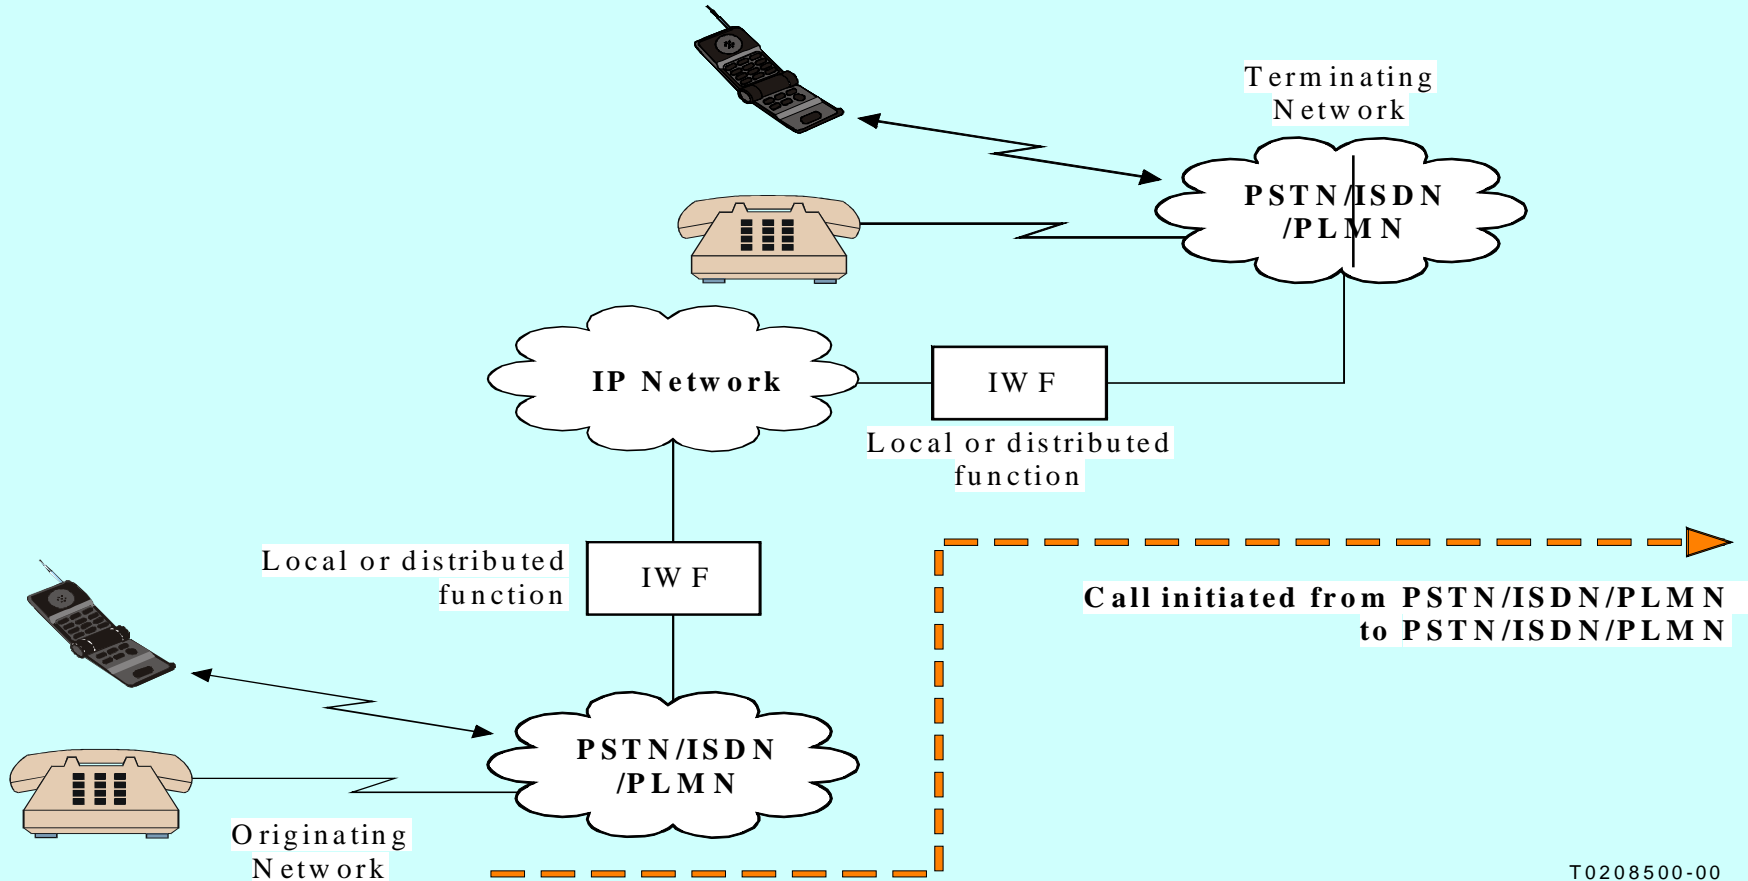 Terminating
Network
PSTN/ISDN
/PLMN
IP Network
IWF
Local or distributed
function
Local or distributed
function
IWF
Call initiated from PSTN/ISDN/PLMN
to PSTN/ISDN/PLMN
PSTN/ISDN
/PLMN
Originating
Network
T0208500-00